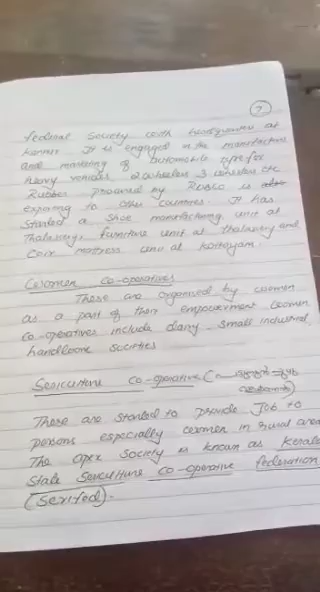 7
federal society with headquarters at
Kannur. It is engaged in the manufacture
and marketing of automobile tyre for
heavy vehicles, 2 wheelers 3 wheelers etc
Rubber produced by Rubco is
exporting to other countries. It has
started a Shoe manufacturing unit at
Thalassery, furniture unit at thalassery and
Coir mattress unit at Kottayam.
Women Co-operatives
These are organised by women
as a part of their empowerment women
Co-operatives include dairy, small industrial,
handloom societies
Sericulture Co-operative (
These are started to provide Job to
persons especially women in rural area
The apex society is known as Kerala
State Sericulture Co-operative federation
(Serifed).